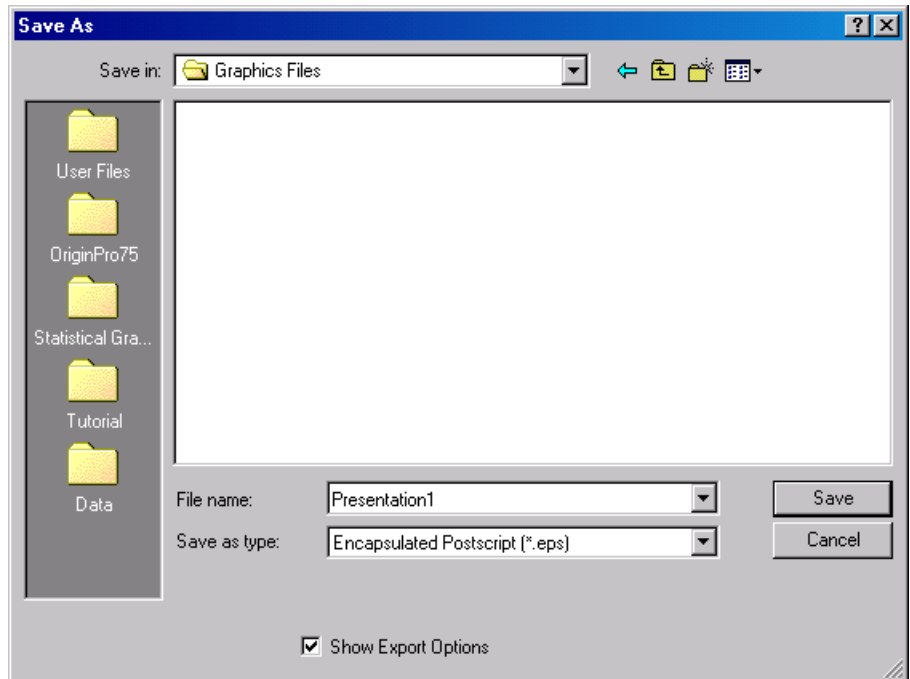 Save As
Save in: Graphics Files
User Files
OriginPro75
Statistical Gra...
Tutorial
Data
File name: Presentation1 Save
Save as type: Encapsulated Postscript (*.eps) Cancel
Show Export Options